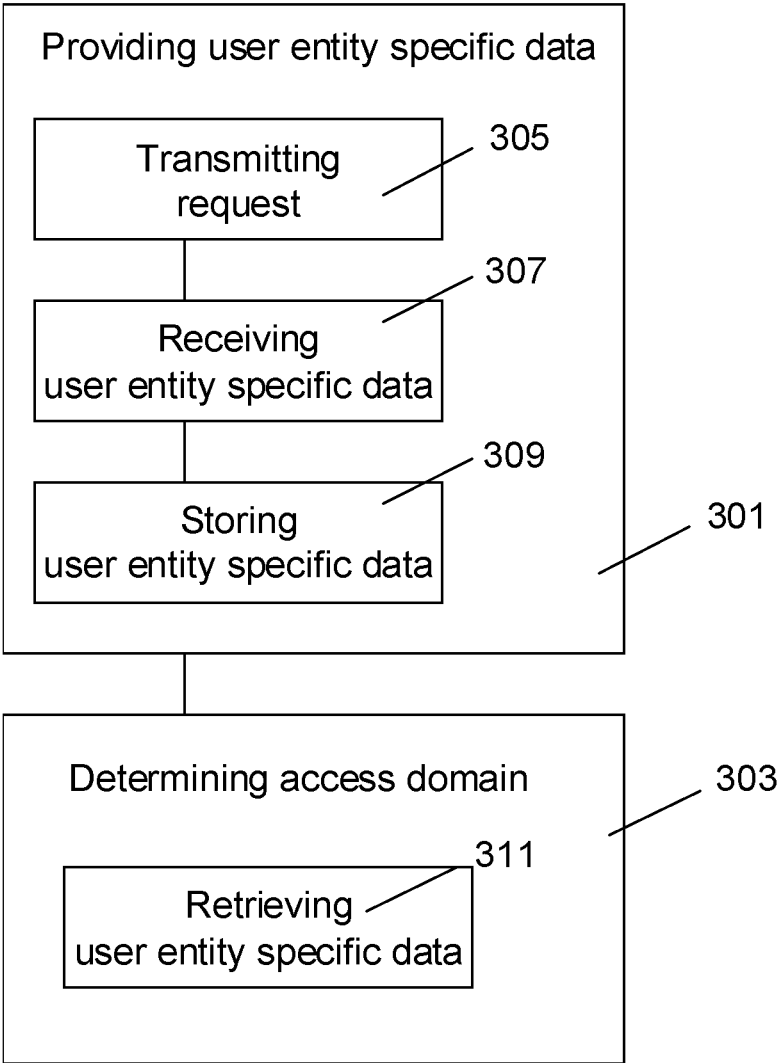 Providing user entity specific data
305
Transmitting
request
307
Receiving
user entity specific data
309
Storing
user entity specific data
301
Determining access domain
303
311
Retrieving
user entity specific data